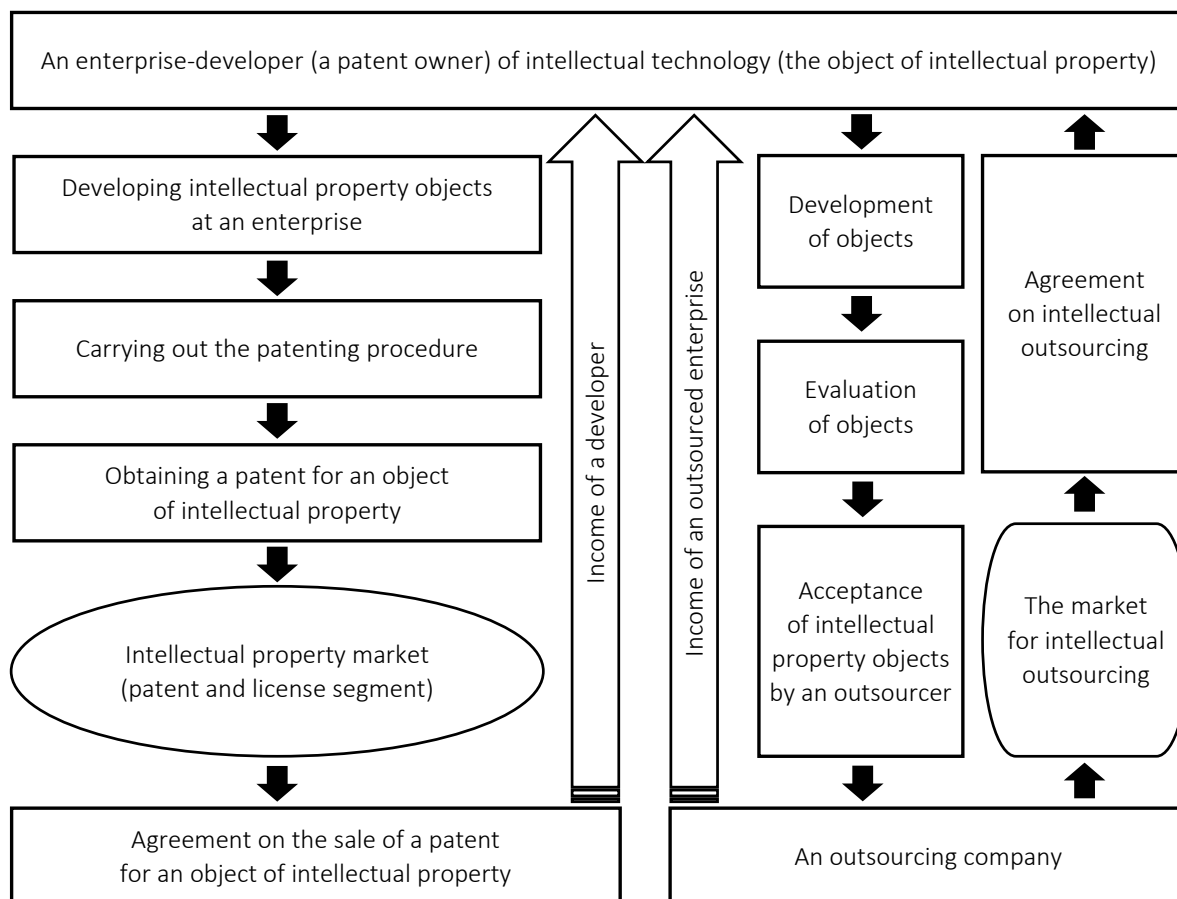 An enterprise-developer (a patent owner) of intellectual technology (the object of intellectual property)
Developing intellectual property objects
at an enterprise
Carrying out the patenting procedure
Obtaining a patent for an object
of intellectual property
Intellectual property market
(patent and license segment)
Agreement on the sale of a patent
for an object of intellectual property
Income of a developer
Income of an outsourced enterprise
Development
of objects
Evaluation
of objects
Acceptance
of intellectual
property objects
by an outsourcer
Agreement
on intellectual
outsourcing
The market
for intellectual
outsourcing
An outsourcing company